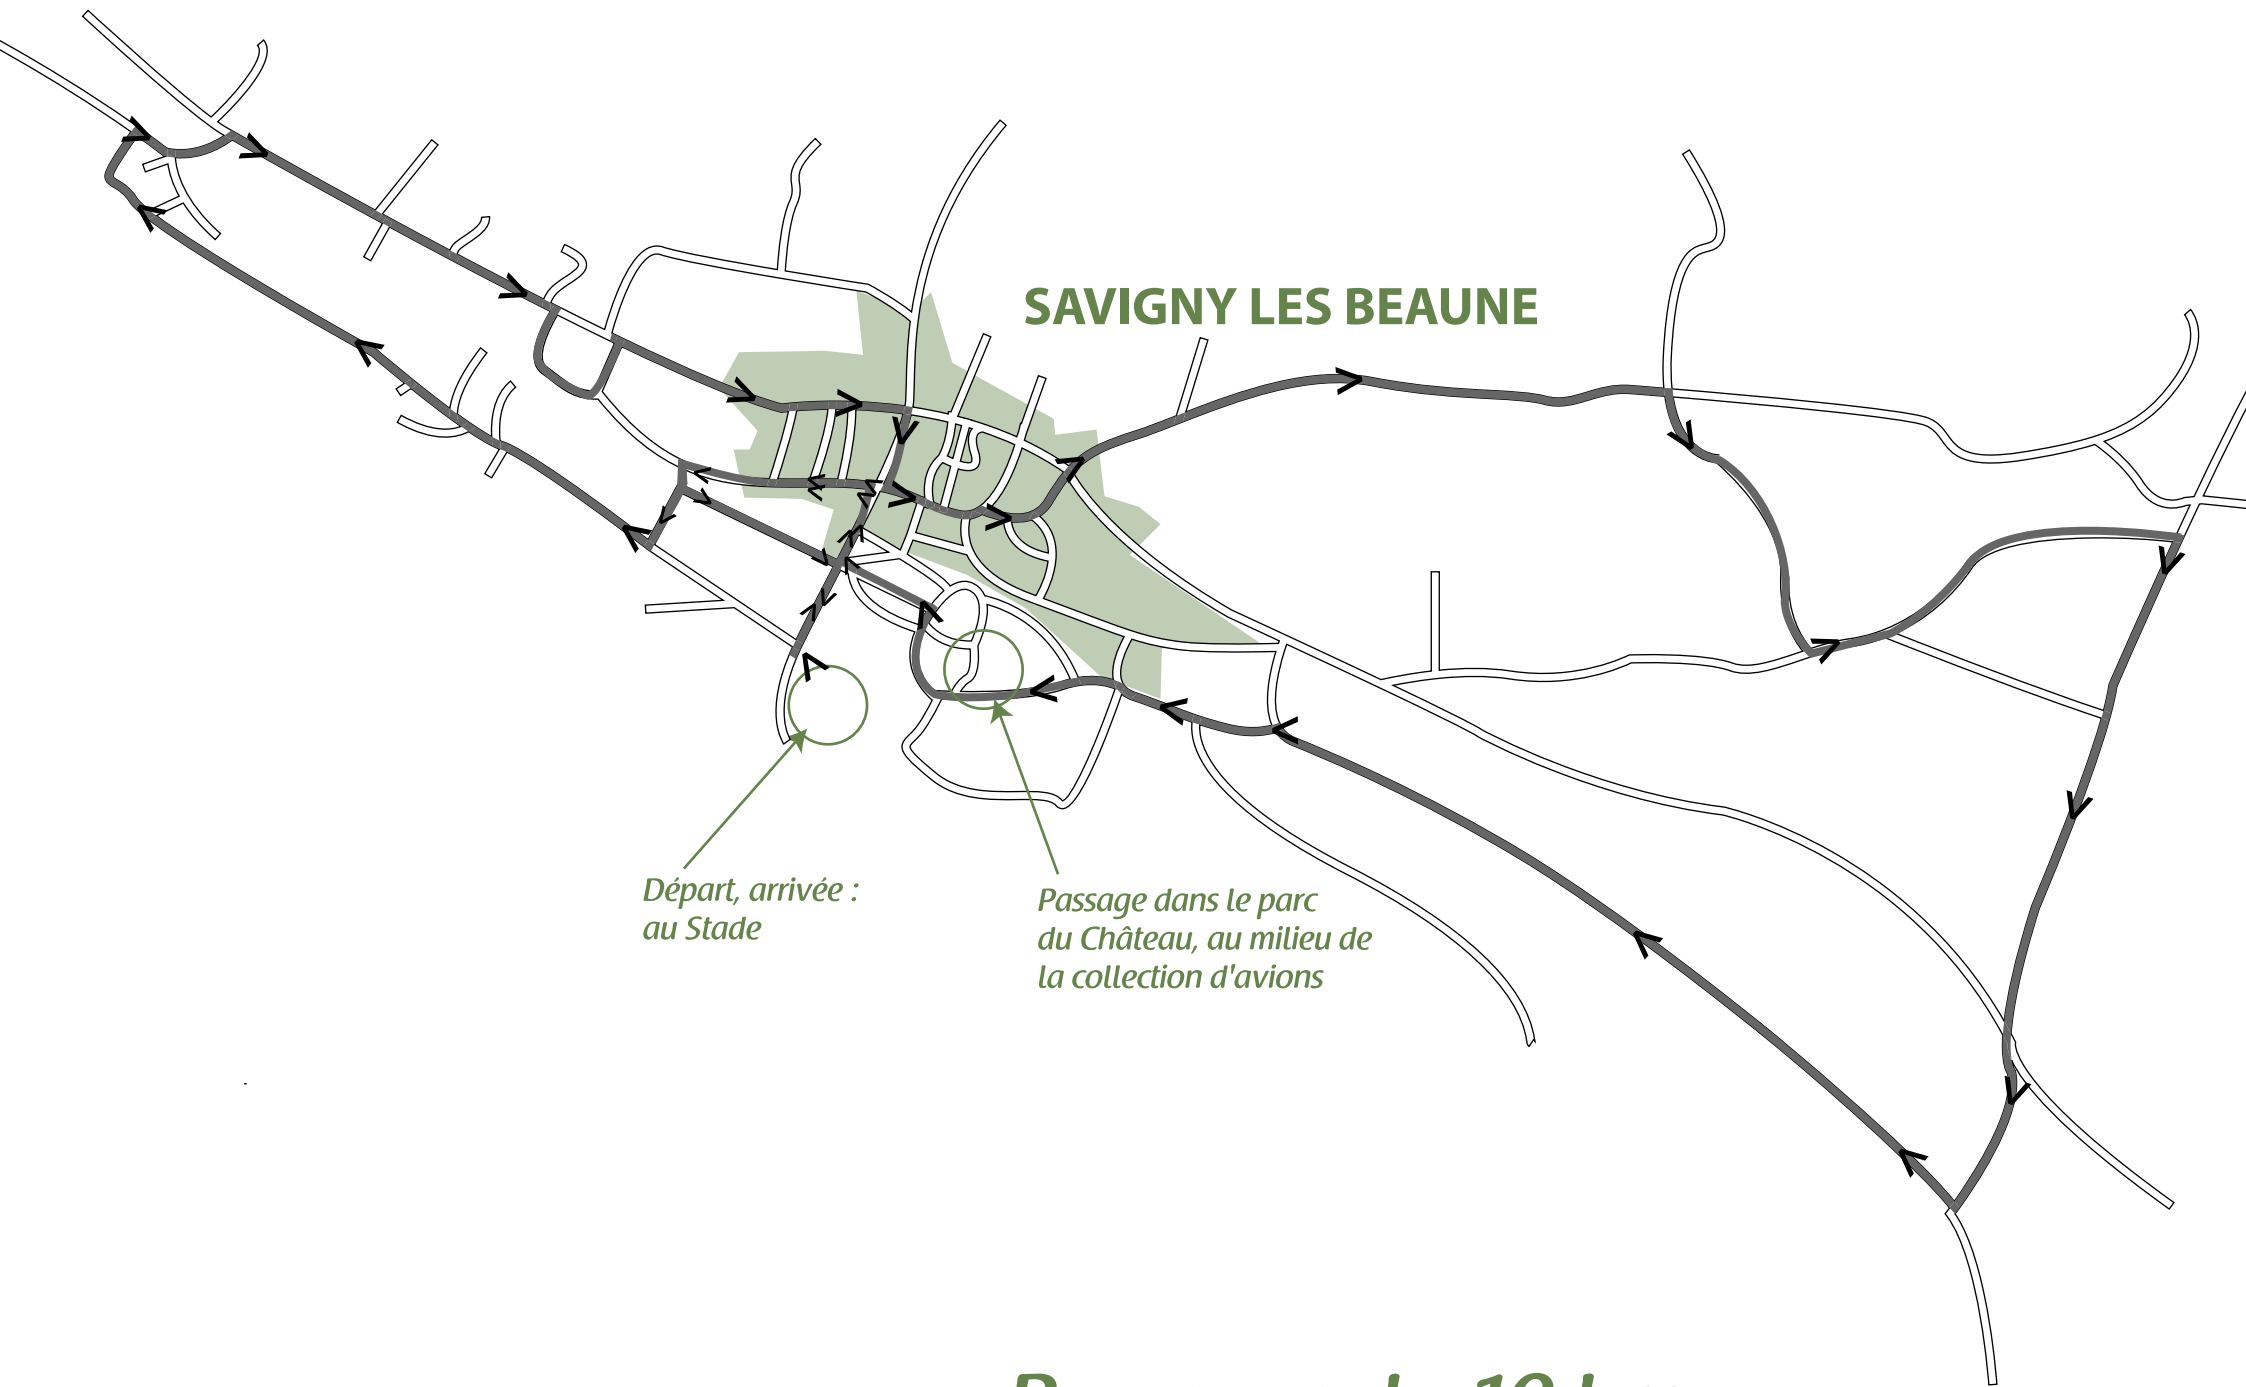 SAVIGNY LES BEAUNE
Départ, arrivée :
au Stade
Passage dans le parc
du Château, au milieu de
la collection d'avions